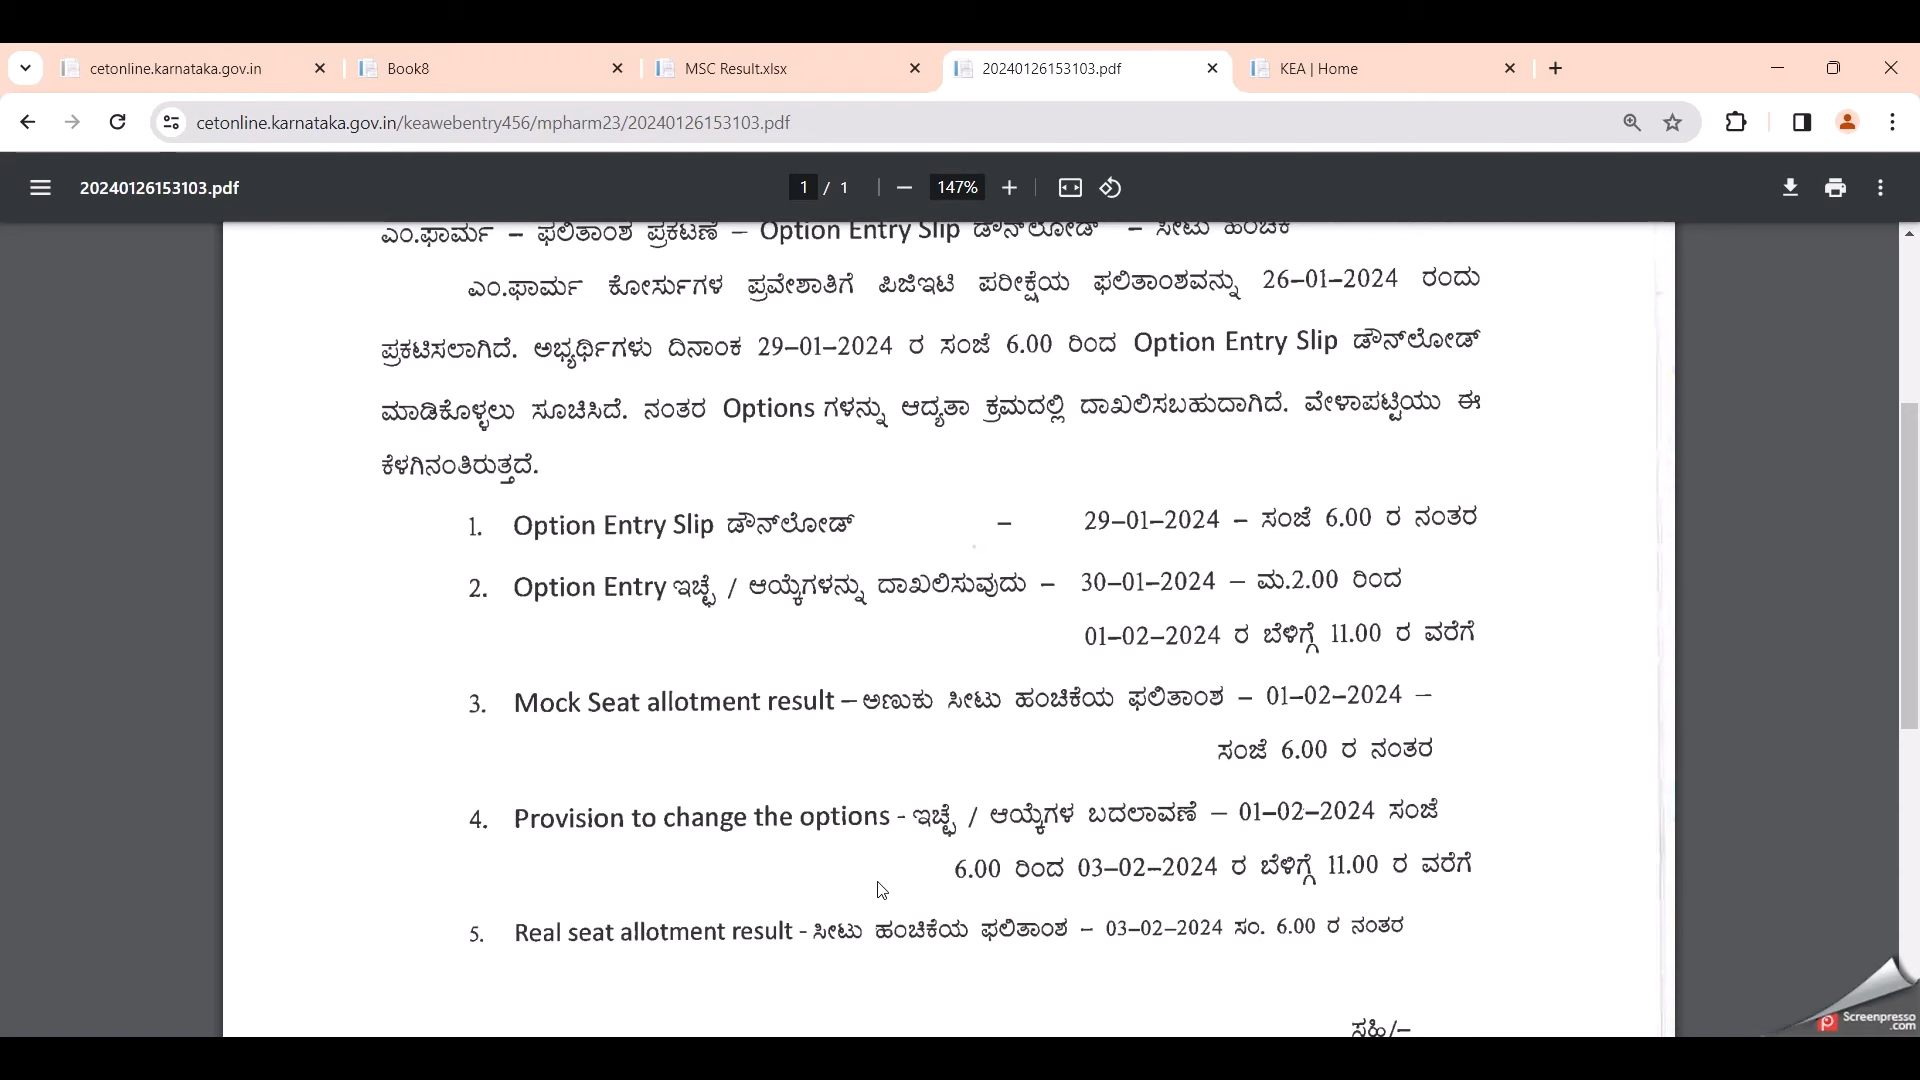 cetonline.karnataka.gov.in
Book8
MSC Result.xlsx
20240126153103.pdf
KEA | Home
cetonline.karnataka.gov.in/keawebentry456/mpharm23/20240126153103.pdf
20240126153103.pdf
1 / 1
147%
ಎಂ.ಫಾರ್ಮ – ಫಲಿತಾಂಶ ಪ್ರಕಟಣೆ – Option Entry Slip ಡೌನ್‌ಲೋಡ್ – ಸೀಟು ಹಂಚಿಕೆ
ಎಂ.ಫಾರ್ಮ ಕೋರ್ಸುಗಳ ಪ್ರವೇಶಾತಿಗೆ ಪಿಜಿಇಟಿ ಪರೀಕ್ಷೆಯ ಫಲಿತಾಂಶವನ್ನು 26–01–2024 ರಂದು
ಪ್ರಕಟಿಸಲಾಗಿದೆ. ಅಭ್ಯರ್ಥಿಗಳು ದಿನಾಂಕ 29–01–2024 ರ ಸಂಜೆ 6.00 ರಿಂದ Option Entry Slip ಡೌನ್‌ಲೋಡ್
ಮಾಡಿಕೊಳ್ಳಲು ಸೂಚಿಸಿದೆ. ನಂತರ Options ಗಳನ್ನು ಆದ್ಯತಾ ಕ್ರಮದಲ್ಲಿ ದಾಖಲಿಸಬಹುದಾಗಿದೆ. ವೇಳಾಪಟ್ಟಿಯು ಈ
ಕೆಳಗಿನಂತಿರುತ್ತದೆ.
1. Option Entry Slip ಡೌನ್‌ಲೋಡ್ – 29–01–2024 – ಸಂಜೆ 6.00 ರ ನಂತರ
2. Option Entry ಇಚ್ಛೆ / ಆಯ್ಕೆಗಳನ್ನು ದಾಖಲಿಸುವುದು – 30–01–2024 – ಮ.2.00 ರಿಂದ
01–02–2024 ರ ಬೆಳಿಗ್ಗೆ 11.00 ರ ವರೆಗೆ
3. Mock Seat allotment result – ಅಣುಕು ಸೀಟು ಹಂಚಿಕೆಯ ಫಲಿತಾಂಶ – 01–02–2024 –
ಸಂಜೆ 6.00 ರ ನಂತರ
4. Provision to change the options - ಇಚ್ಛೆ / ಆಯ್ಕೆಗಳ ಬದಲಾವಣೆ – 01–02–2024 ಸಂಜೆ
6.00 ರಿಂದ 03–02–2024 ರ ಬೆಳಿಗ್ಗೆ 11.00 ರ ವರೆಗೆ
5. Real seat allotment result - ಸೀಟು ಹಂಚಿಕೆಯ ಫಲಿತಾಂಶ – 03–02–2024 ಸಂ. 6.00 ರ ನಂತರ
ಸಹಿ/–
Screenpresso
.com